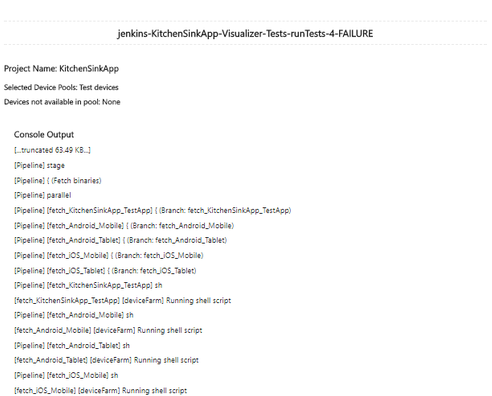 jenkins-KitchenSinkApp-Visualizer-Tests-runTests-4-FAILURE
Project Name: KitchenSinkApp
Selected Device Pools: Test devices
Devices not available in pool: None
Console Output
[...truncated 63.49 KB...]
[Pipeline] stage
[Pipeline] { (Fetch binaries)
[Pipeline] parallel
[Pipeline] [fetch_KitchenSinkApp_TestApp] { (Branch: fetch_KitchenSinkApp_TestApp)
[Pipeline] [fetch_Android_Mobile] { (Branch: fetch_Android_Mobile)
[Pipeline] [fetch_Android_Tablet] { (Branch: fetch_Android_Tablet)
[Pipeline] [fetch_iOS_Mobile] { (Branch: fetch_iOS_Mobile)
[Pipeline] [fetch_iOS_Tablet] { (Branch: fetch_iOS_Tablet)
[Pipeline] [fetch_KitchenSinkApp_TestApp] sh
[fetch_KitchenSinkApp_TestApp] [deviceFarm] Running shell script
[Pipeline] [fetch_Android_Mobile] sh
[fetch_Android_Mobile] [deviceFarm] Running shell script
[Pipeline] [fetch_Android_Tablet] sh
[fetch_Android_Tablet] [deviceFarm] Running shell script
[Pipeline] [fetch_iOS_Mobile] sh
[fetch_iOS_Mobile] [deviceFarm] Running shell script